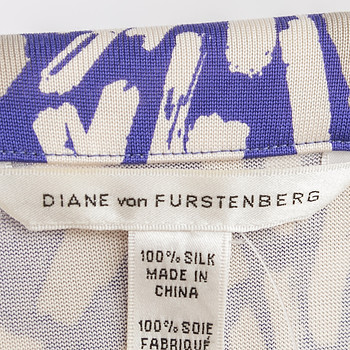 DIANE von FURSTENBERG
100% SILK
MADE IN
CHINA
100% SOIE
FABRIQUÉ